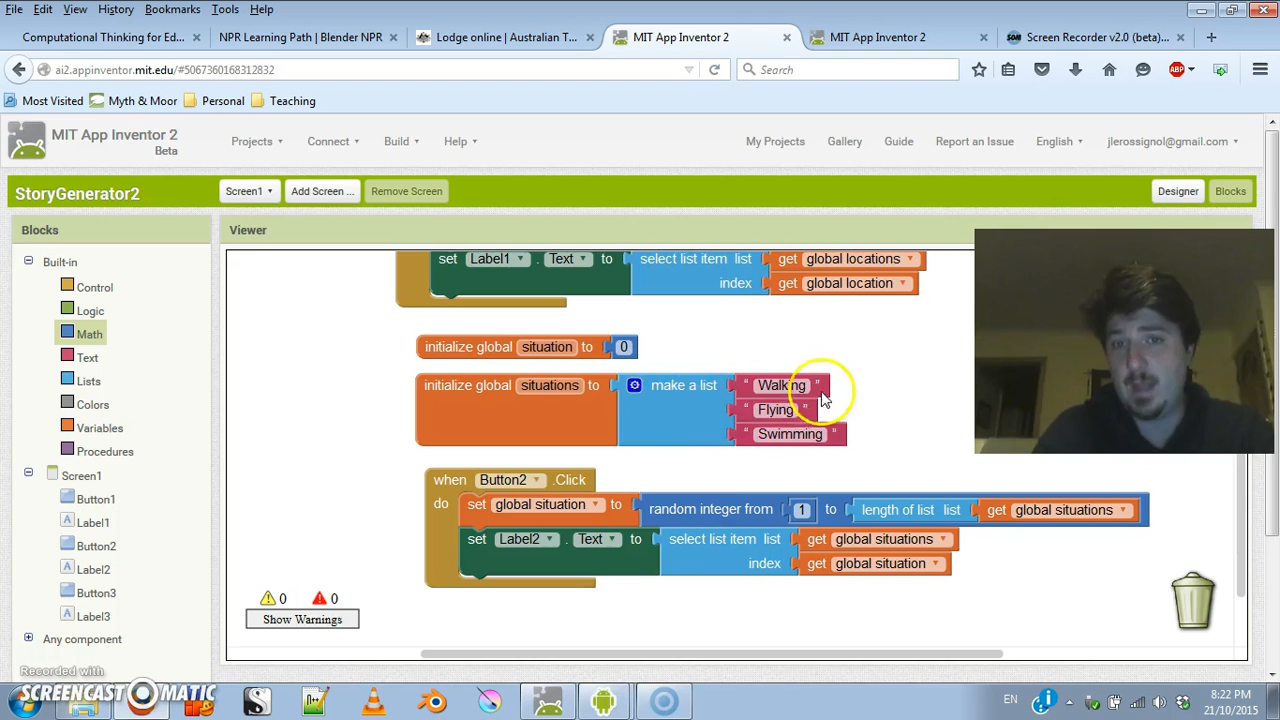 File Edit View History Bookmarks Tools Help
Computational Thinking for Ed... NPR Learning Path | Blender NPR Lodge online | Australian T... MIT App Inventor 2 MIT App Inventor 2 Screen Recorder v2.0 (beta)...
ai2.appinventor.mit.edu/#5067360168312832 Search ABP
Most Visited Myth & Moor Personal Teaching
MIT App Inventor 2
Beta
Projects Connect Build Help My Projects Gallery Guide Report an Issue English jlerossignol@gmail.com
StoryGenerator2 Screen1 Add Screen ... Remove Screen Designer Blocks
Blocks Viewer
Built-in
Control
Logic
Math
Text
Lists
Colors
Variables
Procedures
Screen1
Button1
Label1
Button2
Label2
Button3
Label3
Any component
set Label1 . Text to select list item list get global locations
index get global location
initialize global situation to 0
initialize global situations to make a list " Walking "
" Flying "
" Swimming "
when Button2 .Click
do set global situation to random integer from 1 to length of list list get global situations
set Label2 . Text to select list item list get global situations
index get global situation
0 0
Show Warnings
Recorded with
SCREENCAST MATIC
EN 8:22 PM
21/10/2015